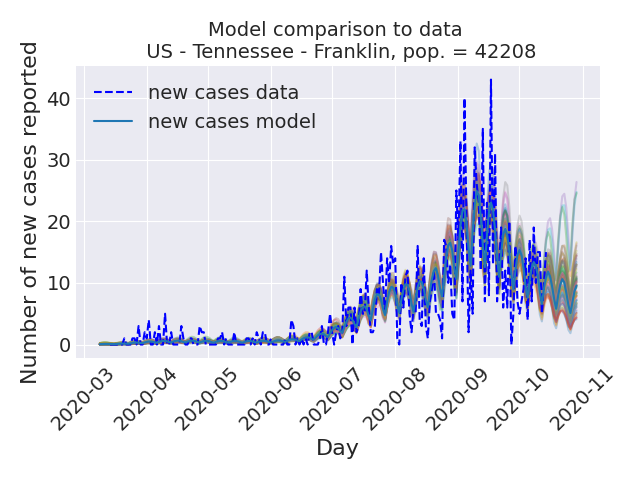 Model comparison to data
US - Tennessee - Franklin, pop. = 42208
Number of new cases reported
40
30
20
10
0
new cases data
new cases model
2020-03
2020-04
2020-05
2020-06
2020-07
2020-08
2020-09
2020-10
2020-11
Day